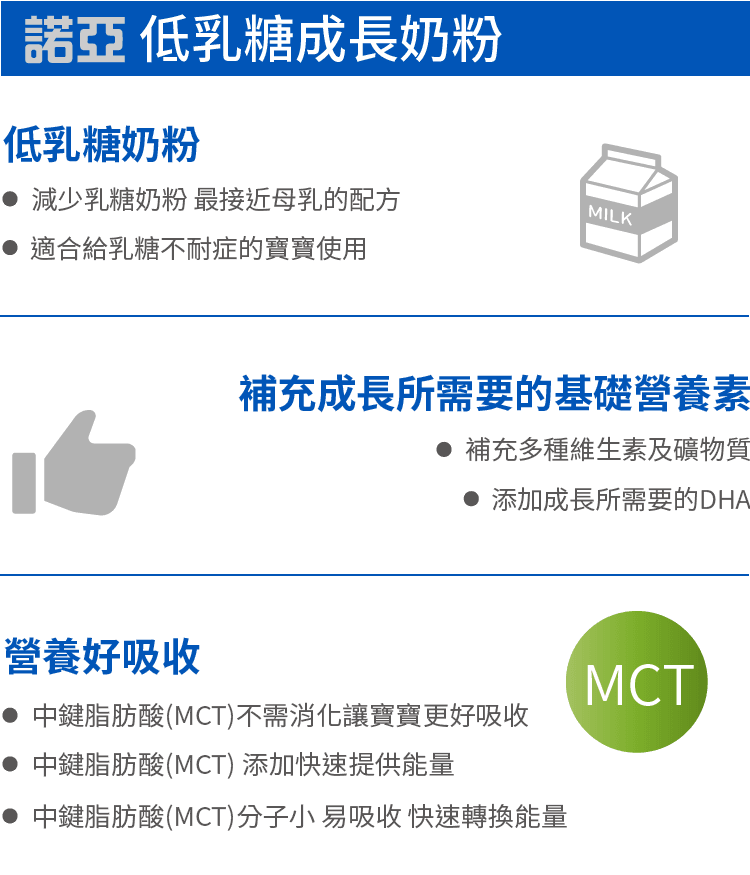 諾亞 低乳糖成長奶粉
低乳糖奶粉
● 減少乳糖奶粉 最接近母乳的配方
● 適合給乳糖不耐症的寶寶使用
MILK
補充成長所需要的基礎營養素
● 補充多種維生素及礦物質
● 添加成長所需要的DHA
營養好吸收
MCT
● 中鍵脂肪酸(MCT)不需消化讓寶寶更好吸收
● 中鍵脂肪酸(MCT) 添加快速提供能量
● 中鍵脂肪酸(MCT)分子小 易吸收 快速轉換能量